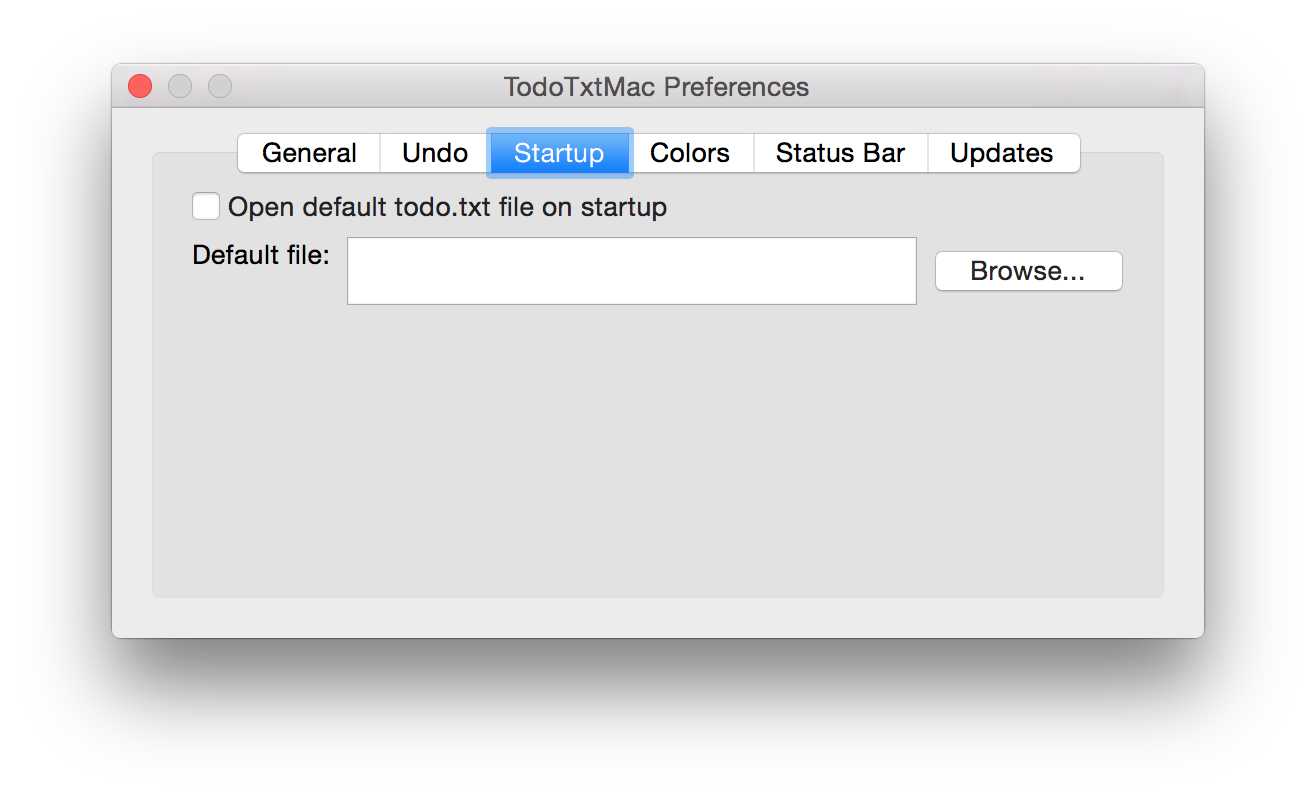 TodoTxtMac Preferences
General Undo Startup Colors Status Bar Updates
Open default todo.txt file on startup
Default file:
Browse...